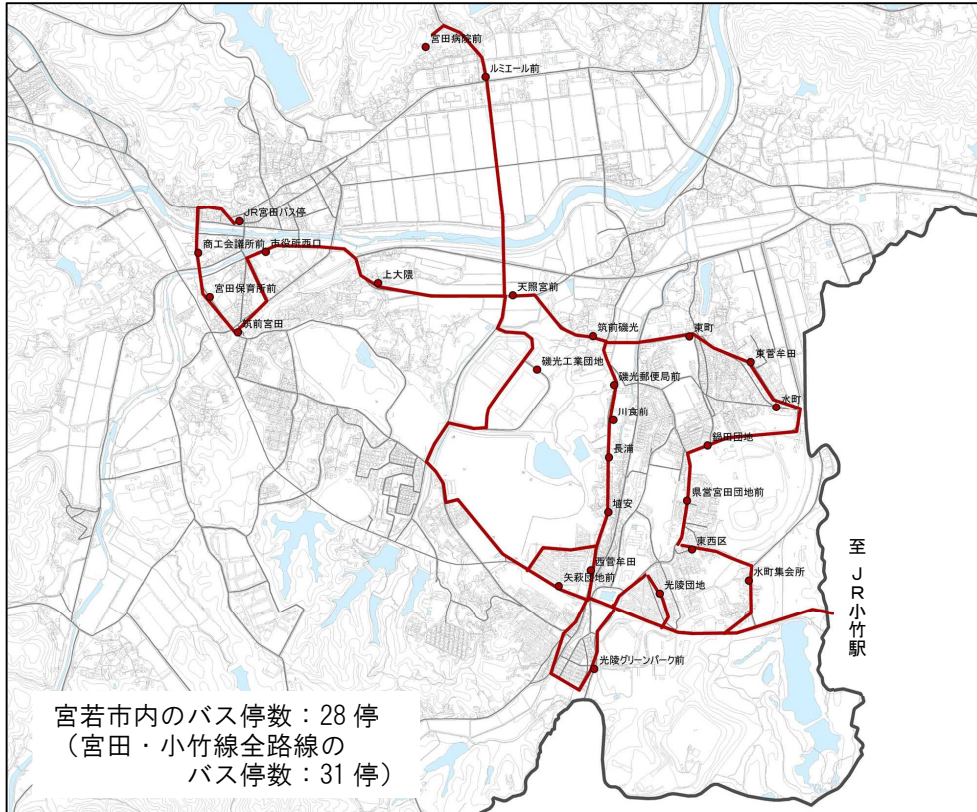 宮田病院前
ルミエール前
JR宮田バス停
商工会議所前
市役所西口
上大隈
宮田保育所前
天照宮前
筑前宮田
筑前磯光
東町
東菅牟田
磯光工業団地
磯光郵便局前
水町
川食前
鍋田団地
長浦
県営宮田団地前
埴安
東西区
西菅牟田
矢萩団地前
光陵団地
水町集会所
至 JR小竹駅
光陵グリーンパーク前
宮若市内のバス停数：28停
（宮田・小竹線全路線の
バス停数：31停）